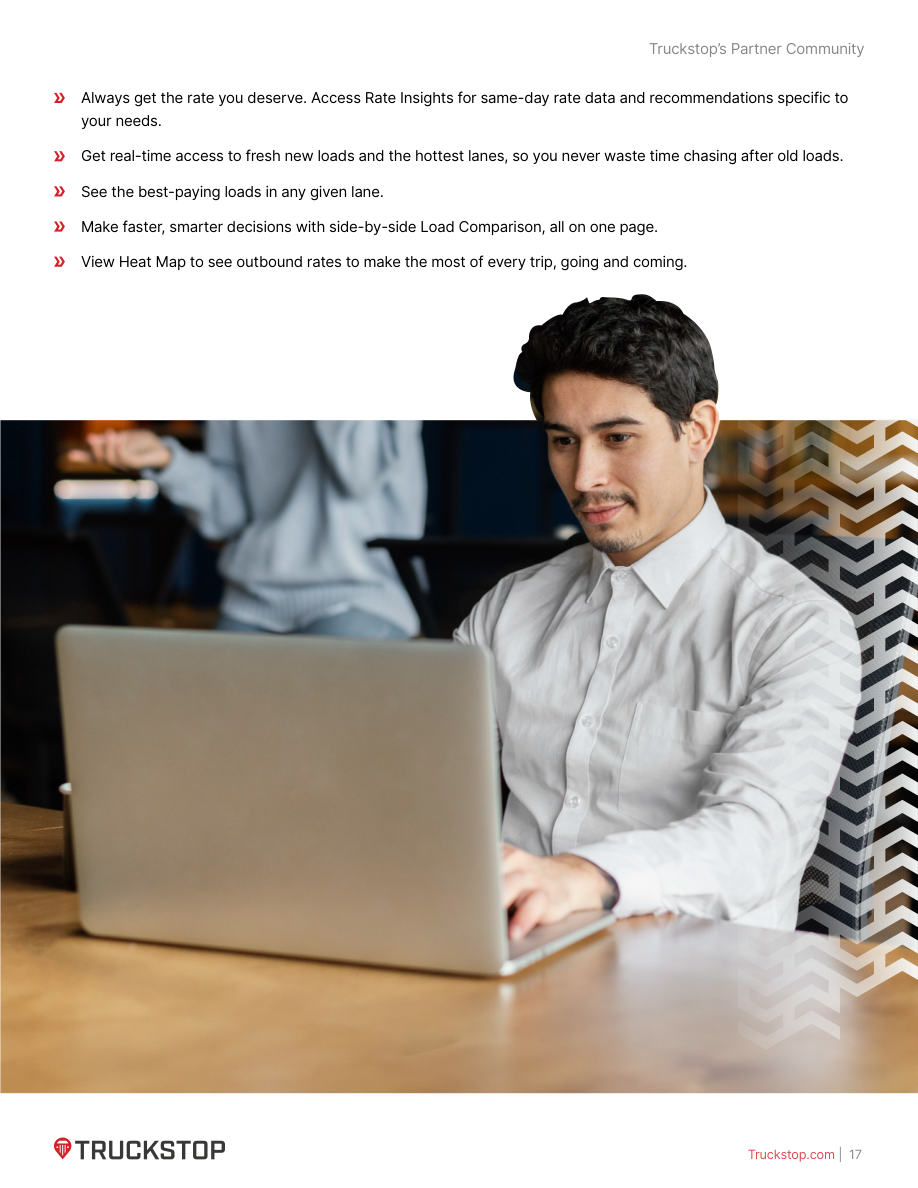 Truckstop’s Partner Community
Always get the rate you deserve. Access Rate Insights for same-day rate data and recommendations specific to
your needs.
Get real-time access to fresh new loads and the hottest lanes, so you never waste time chasing after old loads.
See the best-paying loads in any given lane.
Make faster, smarter decisions with side-by-side Load Comparison, all on one page.
View Heat Map to see outbound rates to make the most of every trip, going and coming.
TRUCKSTOP
Truckstop.com | 17